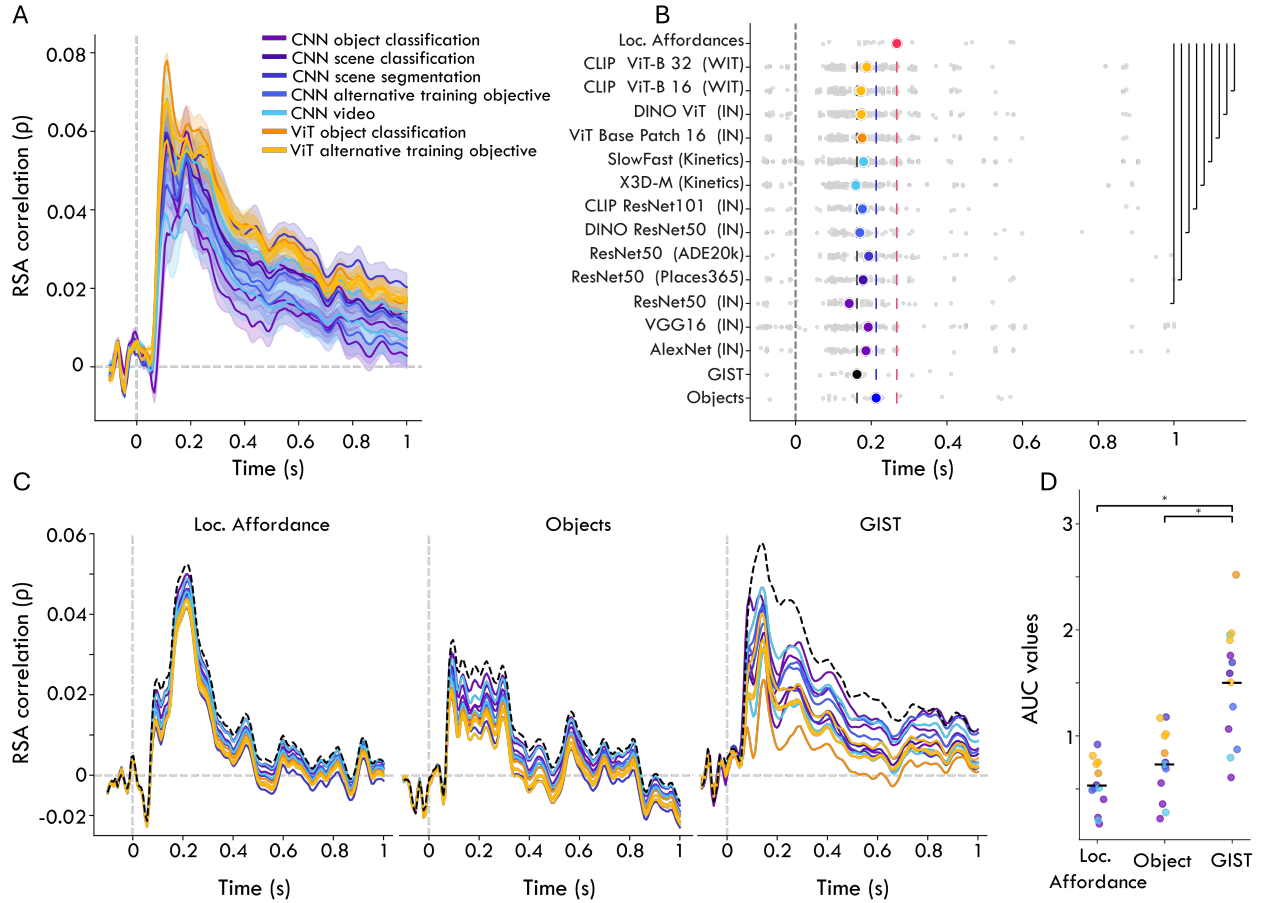 A
0.08
0.06
0.04
0.02
0
RSA correlation (ρ)
0 0.2 0.4 0.6 0.8 1
Time (s)
CNN object classification
CNN scene classification
CNN scene segmentation
CNN alternative training objective
CNN video
ViT object classification
ViT alternative training objective
B
Loc. Affordances
CLIP ViT-B 32 (WIT)
CLIP ViT-B 16 (WIT)
DINO ViT (IN)
ViT Base Patch 16 (IN)
SlowFast (Kinetics)
X3D-M (Kinetics)
CLIP ResNet101 (IN)
DINO ResNet50 (IN)
ResNet50 (ADE20k)
ResNet50 (Places365)
ResNet50 (IN)
VGG16 (IN)
AlexNet (IN)
GIST
Objects
0 0.2 0.4 0.6 0.8 1
Time (s)
C
Loc. Affordance
Objects
GIST
0.06
0.04
0.02
0
-0.02
RSA correlation (ρ)
0 0.2 0.4 0.6 0.8 1
Time (s)
0 0.2 0.4 0.6 0.8 1
Time (s)
0 0.2 0.4 0.6 0.8 1
Time (s)
D
*
*
3
2
1
AUC values
Loc.
Affordance
Object
GIST